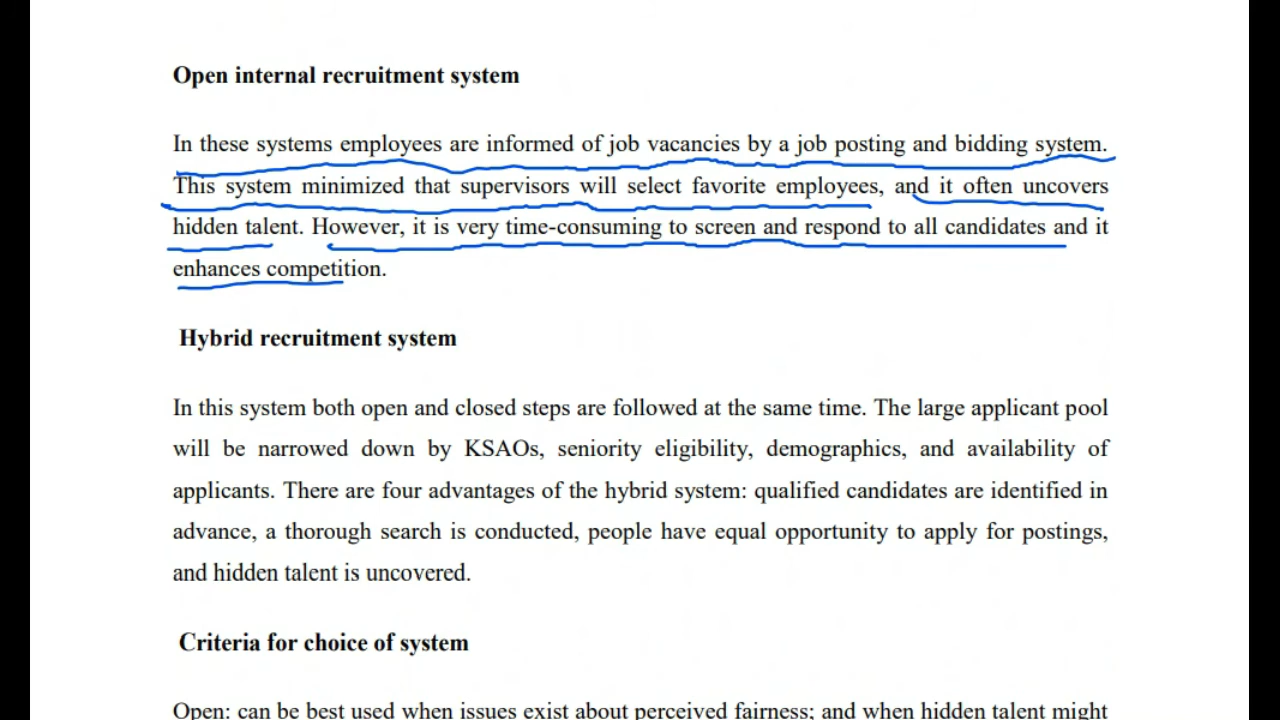 Open internal recruitment system
In these systems employees are informed of job vacancies by a job posting and bidding system.
This system minimized that supervisors will select favorite employees, and it often uncovers
hidden talent. However, it is very time-consuming to screen and respond to all candidates and it
enhances competition.
Hybrid recruitment system
In this system both open and closed steps are followed at the same time. The large applicant pool
will be narrowed down by KSAOs, seniority eligibility, demographics, and availability of
applicants. There are four advantages of the hybrid system: qualified candidates are identified in
advance, a thorough search is conducted, people have equal opportunity to apply for postings,
and hidden talent is uncovered.
Criteria for choice of system
Open: can be best used when issues exist about perceived fairness; and when hidden talent might